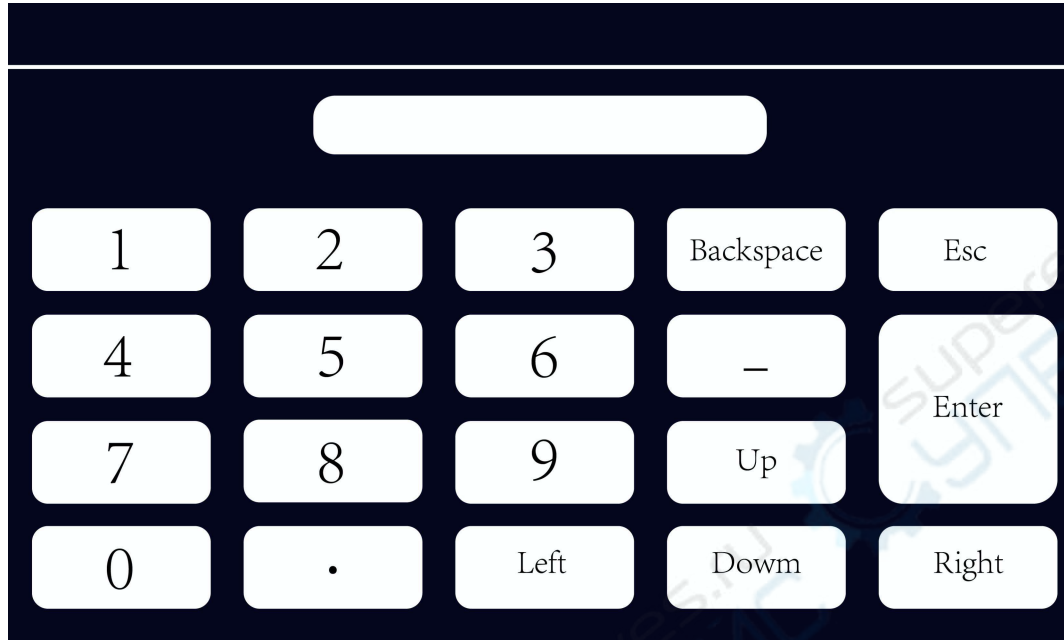 1 2 3 Backspace Esc
4 5 6 –
Enter
7 8 9 Up
0 . Left Dowm Right